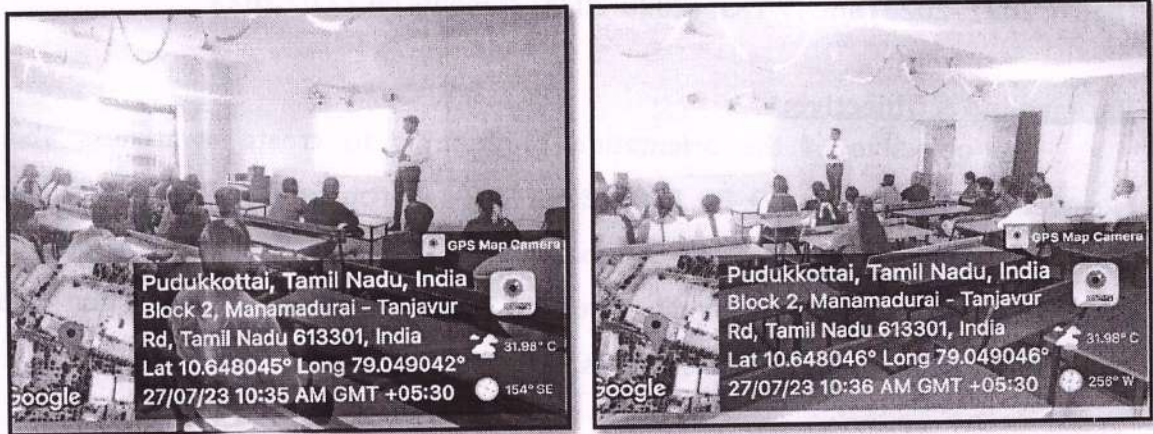 GPS Map Camera
Pudukkottai, Tamil Nadu, India
Block 2, Manamadurai - Tanjavur
Rd, Tamil Nadu 613301, India
31.98° C
Lat 10.648045° Long 79.049042°
27/07/23 10:35 AM GMT +05:30
154° SE
Google
GPS Map Camera
Pudukkottai, Tamil Nadu, India
Block 2, Manamadurai - Tanjavur
Rd, Tamil Nadu 613301, India
31.98° C
Lat 10.648046° Long 79.049046°
27/07/23 10:36 AM GMT +05:30
256° W
Google